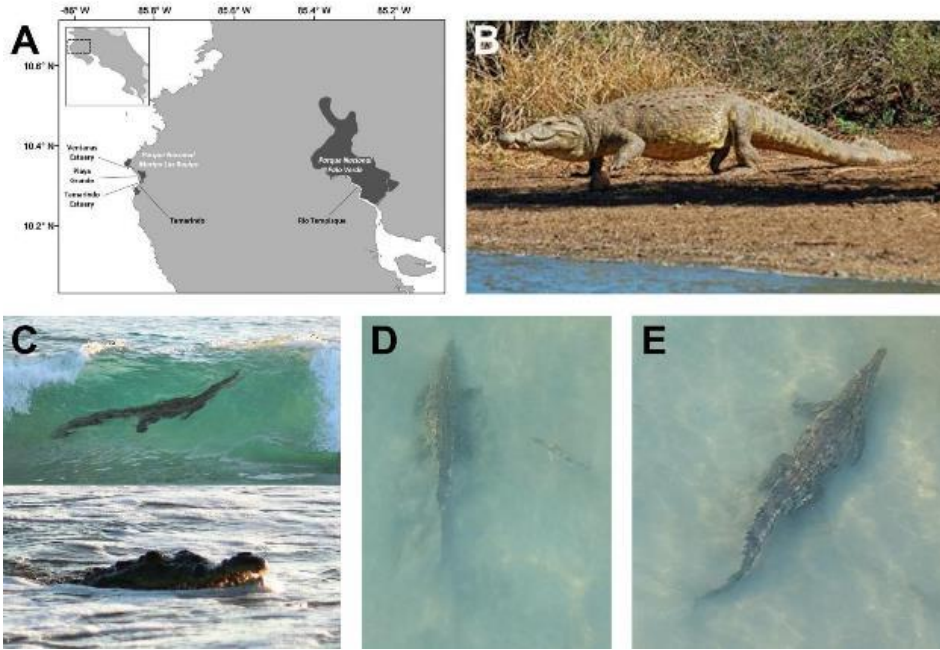 -86° W
85.8° W
85.6° W
85.4° W
85.2° W
A
10.6° N
10.4° N
10.2° N
Ventanas
Estuary
Playa
Grande
Tamarindo
Estuary
Parque Nacional
Marino Las Baulas
Tamarindo
Parque Nacional
Palo Verde
Río Tempisque
B
C
D
E